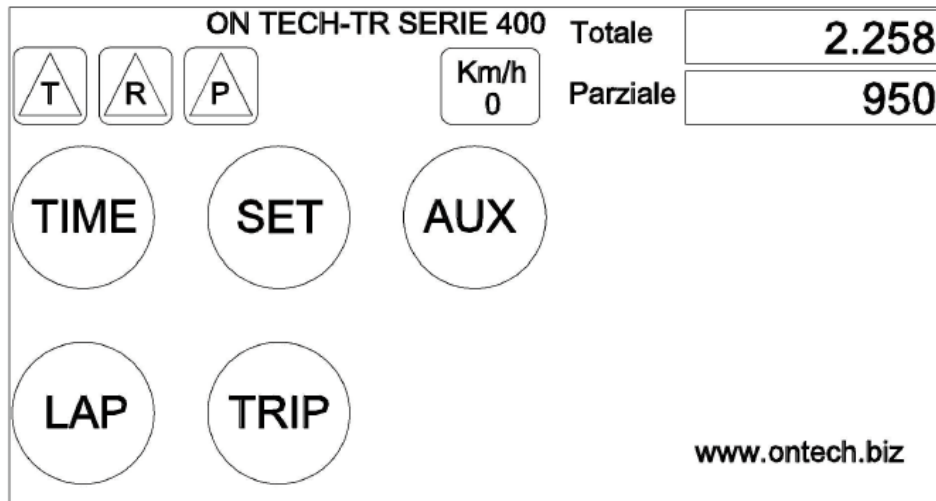 ON TECH-TR SERIE 400
Totale 2.258
T R P
Km/h
0
Parziale 950
TIME SET AUX
LAP TRIP
www.ontech.biz